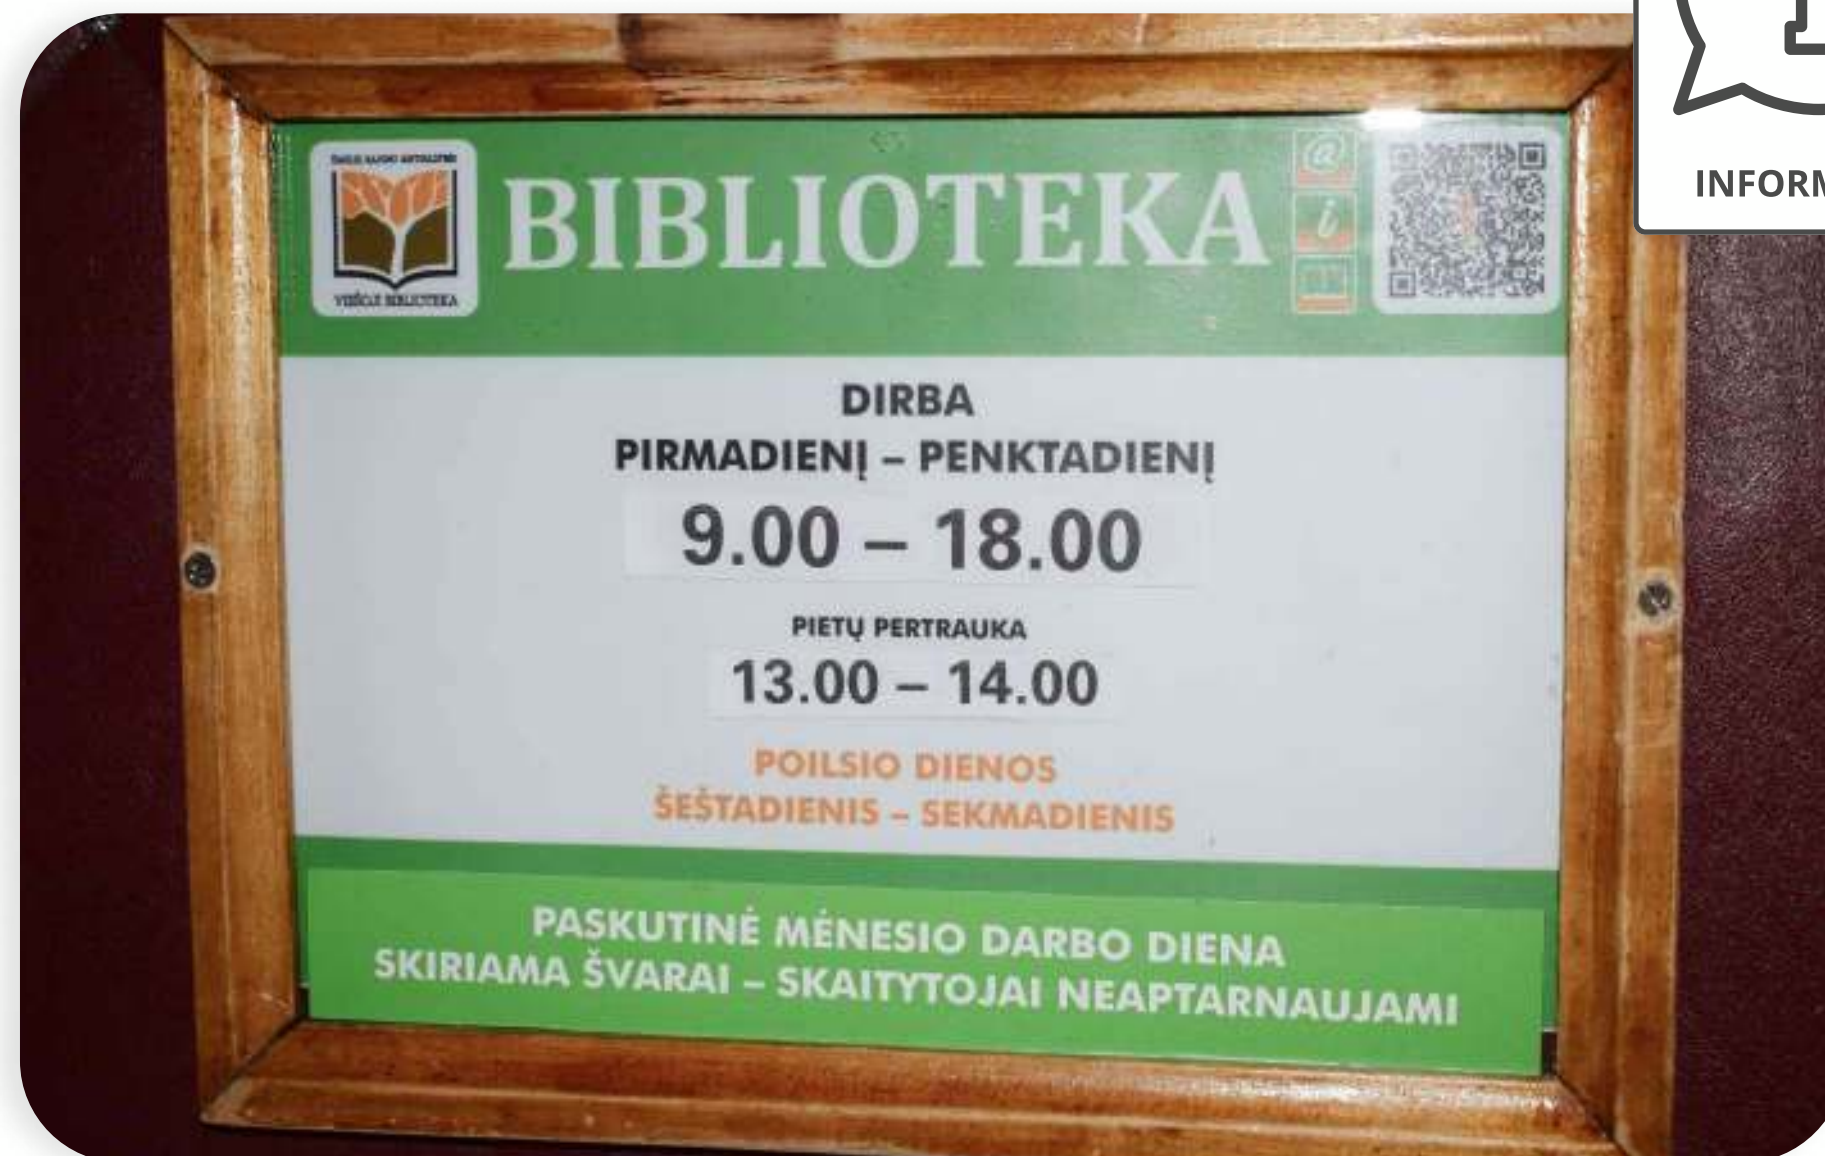 INFORM
BIBLIOTEKA
@
i
VIEŠOJI BIBLIOTEKA
DIRBA
PIRMADIENĮ – PENKTADIENĮ
9.00 – 18.00
PIETŲ PERTRAUKA
13.00 – 14.00
POILSIO DIENOS
ŠEŠTADIENIS – SEKMADIENIS
PASKUTINĖ MĖNESIO DARBO DIENA
SKIRIAMA ŠVARAI – SKAITYTOJAI NEAPTARNAUJAMI